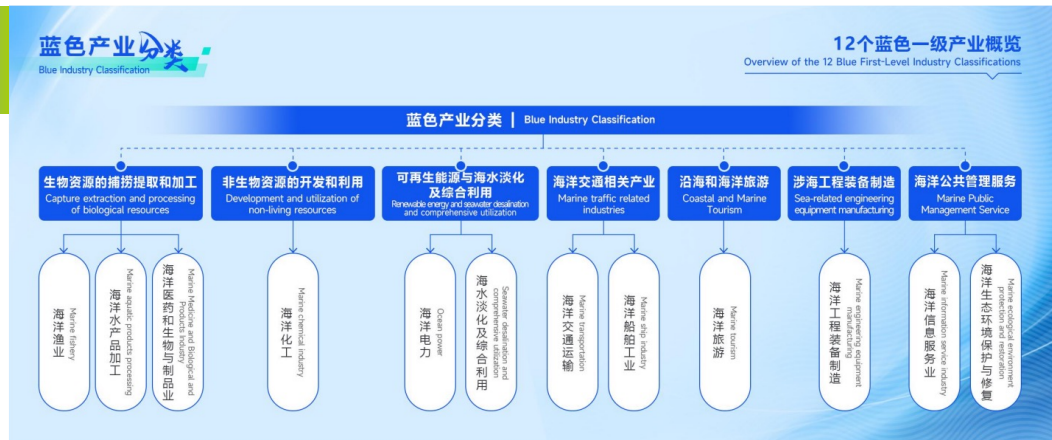 蓝色产业分类
Blue Industry Classification
12个蓝色一级产业概览
Overview of the 12 Blue First-Level Industry Classifications
蓝色产业分类 | Blue Industry Classification
生物资源的捕捞提取和加工
Capture extraction and processing
of biological resources
非生物资源的开发和利用
Development and utilization of
non-living resources
可再生能源与海水淡化
及综合利用
Renewable energy and seawater desalination
and comprehensive utilization
海洋交通相关产业
Marine traffic related
industries
沿海和海洋旅游
Coastal and Marine
Tourism
涉海工程装备制造
Sea-related engineering
equipment manufacturing
海洋公共管理服务
Marine Public
Management Service
Marine fishery
海洋渔业
Marine aquatic products processing
海洋水产品加工
Marine Medicine and Biological and
Products Industry
海洋医药和生物与制品业
Marine chemical industry
海洋化工
Ocean power
海洋电力
Seawater desalination and
comprehensive utilization
海水淡化及综合利用
Marine transportation
海洋交通运输
Marine ship industry
海洋船舶工业
Marine tourism
海洋旅游
Marine engineering equipment
manufacturing
海洋工程装备制造
Marine information service industry
海洋信息服务业
Marine ecological environment
protection and restoration
海洋生态环境保护与修复